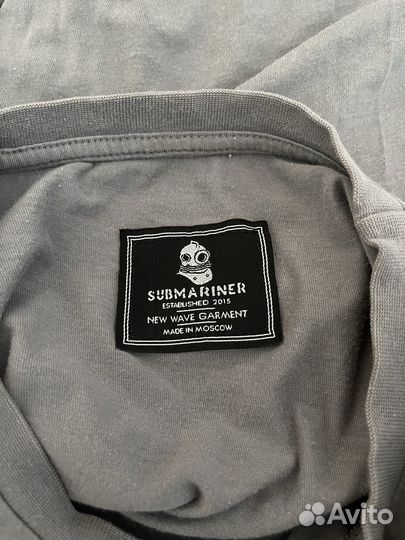 SUBMARINER
ESTABLISHED 2015
NEW WAVE GARMENT
MADE IN MOSCOW
Avito